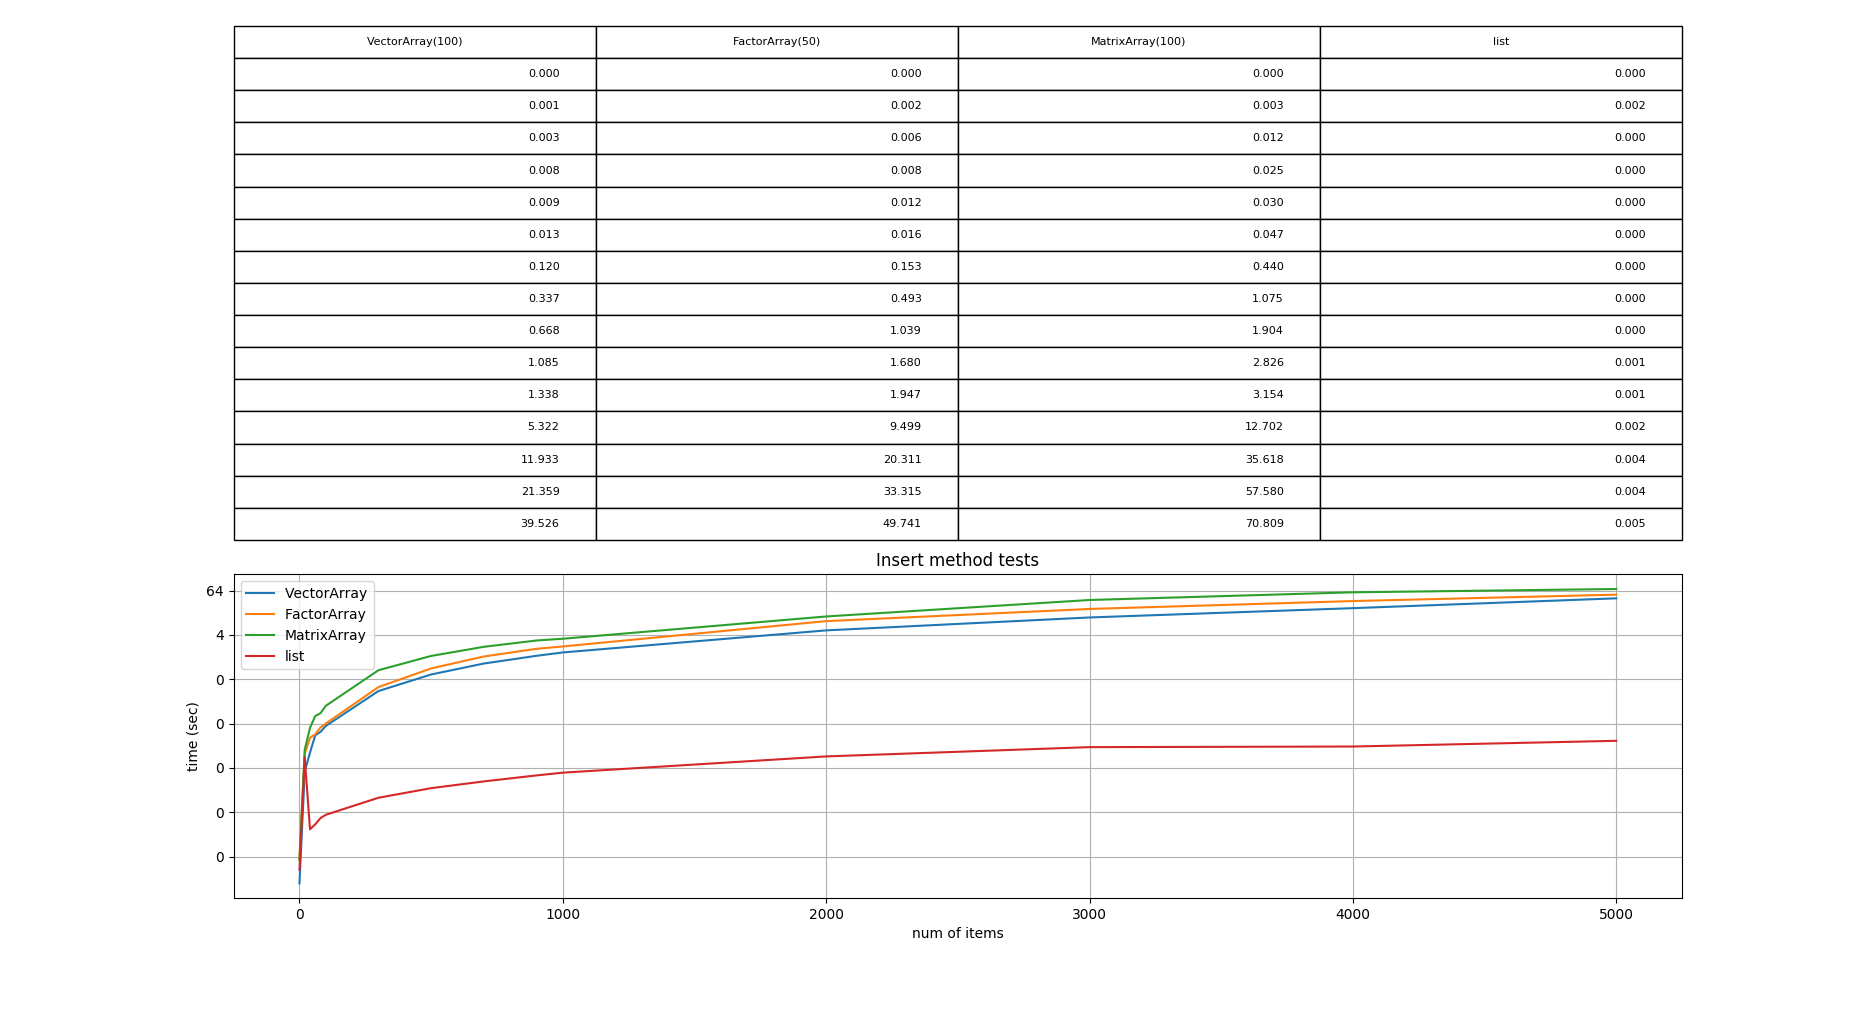 VectorArray(100) FactorArray(50) MatrixArray(100) list
0.000 0.000 0.000 0.000
0.001 0.002 0.003 0.002
0.003 0.006 0.012 0.000
0.008 0.008 0.025 0.000
0.009 0.012 0.030 0.000
0.013 0.016 0.047 0.000
0.120 0.153 0.440 0.000
0.337 0.493 1.075 0.000
0.668 1.039 1.904 0.000
1.085 1.680 2.826 0.001
1.338 1.947 3.154 0.001
5.322 9.499 12.702 0.002
11.933 20.311 35.618 0.004
21.359 33.315 57.580 0.004
39.526 49.741 70.809 0.005
Insert method tests
VectorArray
FactorArray
MatrixArray
list
64
4
0
0
0
0
0
time (sec)
0 1000 2000 3000 4000 5000
num of items